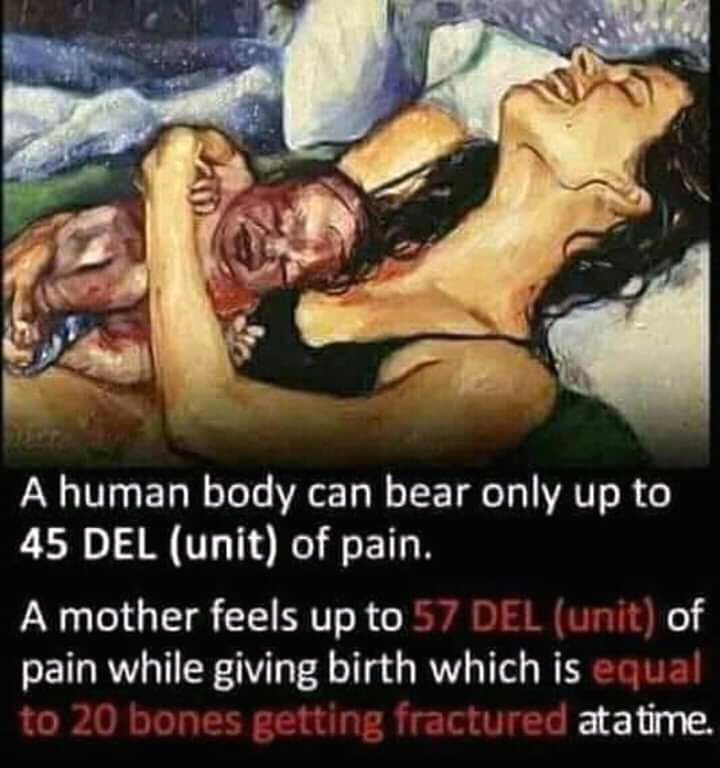 A human body can bear only up to
45 DEL (unit) of pain.
A mother feels up to 57 DEL (unit) of
pain while giving birth which is equal
to 20 bones getting fractured at a time.